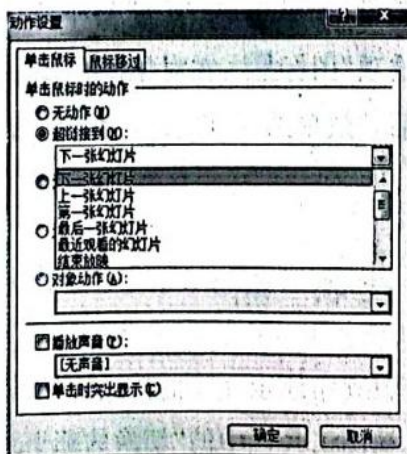 动作设置
? X
单击鼠标 鼠标移过
单击鼠标时的动作
无动作(N)
超链接到(H):
下一张幻灯片
下一张幻灯片
上一张幻灯片
第一张幻灯片
最后一张幻灯片
最近观看的幻灯片
结束放映
对象动作(A):
播放声音(P):
[无声音]
单击时突出显示(C)
确定 取消